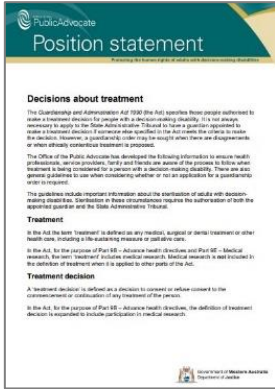 PublicAdvocate
Position statement
Protecting the human rights of adults with decision-making disabilities
Decisions about treatment
The Guardianship and Administration Act 1990 (the Act) specifies those people authorised to
make a treatment decision for people with a decision-making disability. It is not always
necessary to apply to the State Administrative Tribunal to have a guardian appointed to
make a treatment decision if someone else specified in the Act meets the criteria to make
the decision. However, a guardianship order may be sought when there are disagreements
or when ethically contentious treatment is proposed.
The Office of the Public Advocate has developed the following information to ensure health
professionals, service providers, family and friends are aware of the process to follow when
treatment is being considered for a person with a decision-making disability. There are also
general guidelines to use when considering whether or not an application for a guardianship
order is required.
The guidelines include important information about the sterilisation of adults with decision-
making disabilities. Sterilisation in these circumstances requires the authorisation of both the
appointed guardian and the State Administrative Tribunal.
Treatment
In the Act the term 'treatment' is defined as any medical, surgical or dental treatment or other
health care, including a life-sustaining measure or palliative care.
In the Act, for the purpose of Part 9B – Advance health directives and Part 9E – Medical
research, the term 'treatment' includes medical research. Medical research is not included in
the definition of treatment when it is applied to other parts of the Act.
Treatment decision
A 'treatment decision' is defined as a decision to consent or refuse consent to the
commencement or continuation of any treatment of the person.
In the Act, for the purpose of Part 9B – Advance health directives, the definition of treatment
decision is expanded to include participation in medical research.
Government of Western Australia
Department of Justice